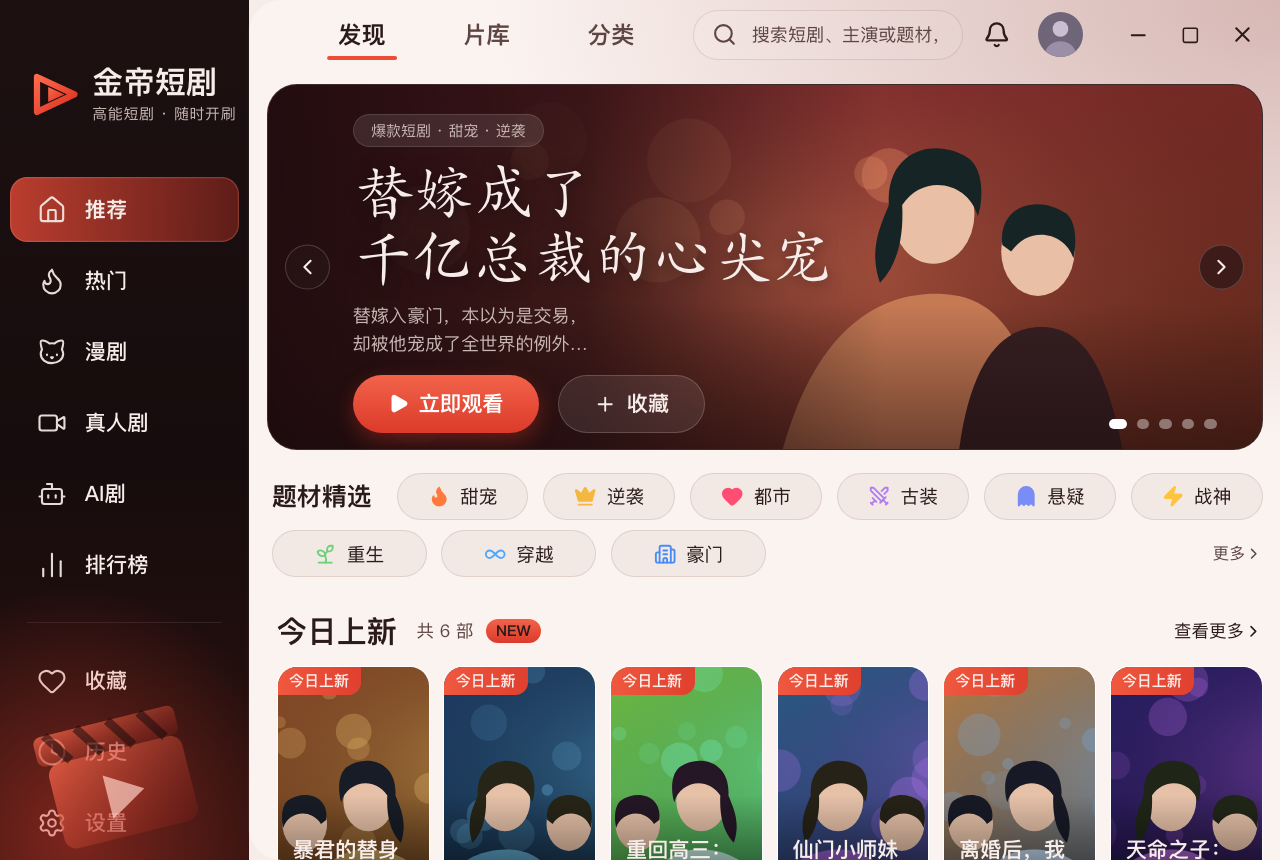 金帝短剧
高能短剧 · 随时开刷
推荐
热门
漫剧
真人剧
AI剧
排行榜
收藏
历史
设置
发现
片库
分类
搜索短剧、主演或题材,
爆款短剧 · 甜宠 · 逆袭
替嫁成了
千亿总裁的心尖宠
替嫁入豪门，本以为是交易，
却被他宠成了全世界的例外...
立即观看
收藏
题材精选
甜宠
逆袭
都市
古装
悬疑
战神
重生
穿越
豪门
更多
今日上新
共 6 部
NEW
查看更多
今日上新
今日上新
今日上新
今日上新
今日上新
今日上新
暴君的替身
重回高三：
仙门小师妹
离婚后，我
天命之子：